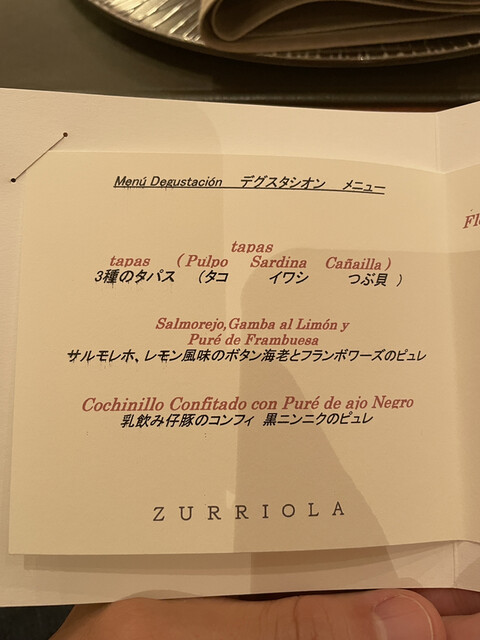 Menú Degustación デグスタシオン メニュー
tapas
tapas (Pulpo Sardina Cañailla)
3種のタパス (タコ イワシ つぶ貝 )
Salmorejo,Gamba al Limón y
Puré de Frambuesa
サルモレホ、レモン風味のボタン海老とフランボワーズのピュレ
Cochinillo Confitado con Puré de ajo Negro
乳飲み仔豚のコンフィ 黒ニンニクのピュレ
ZURRIOLA